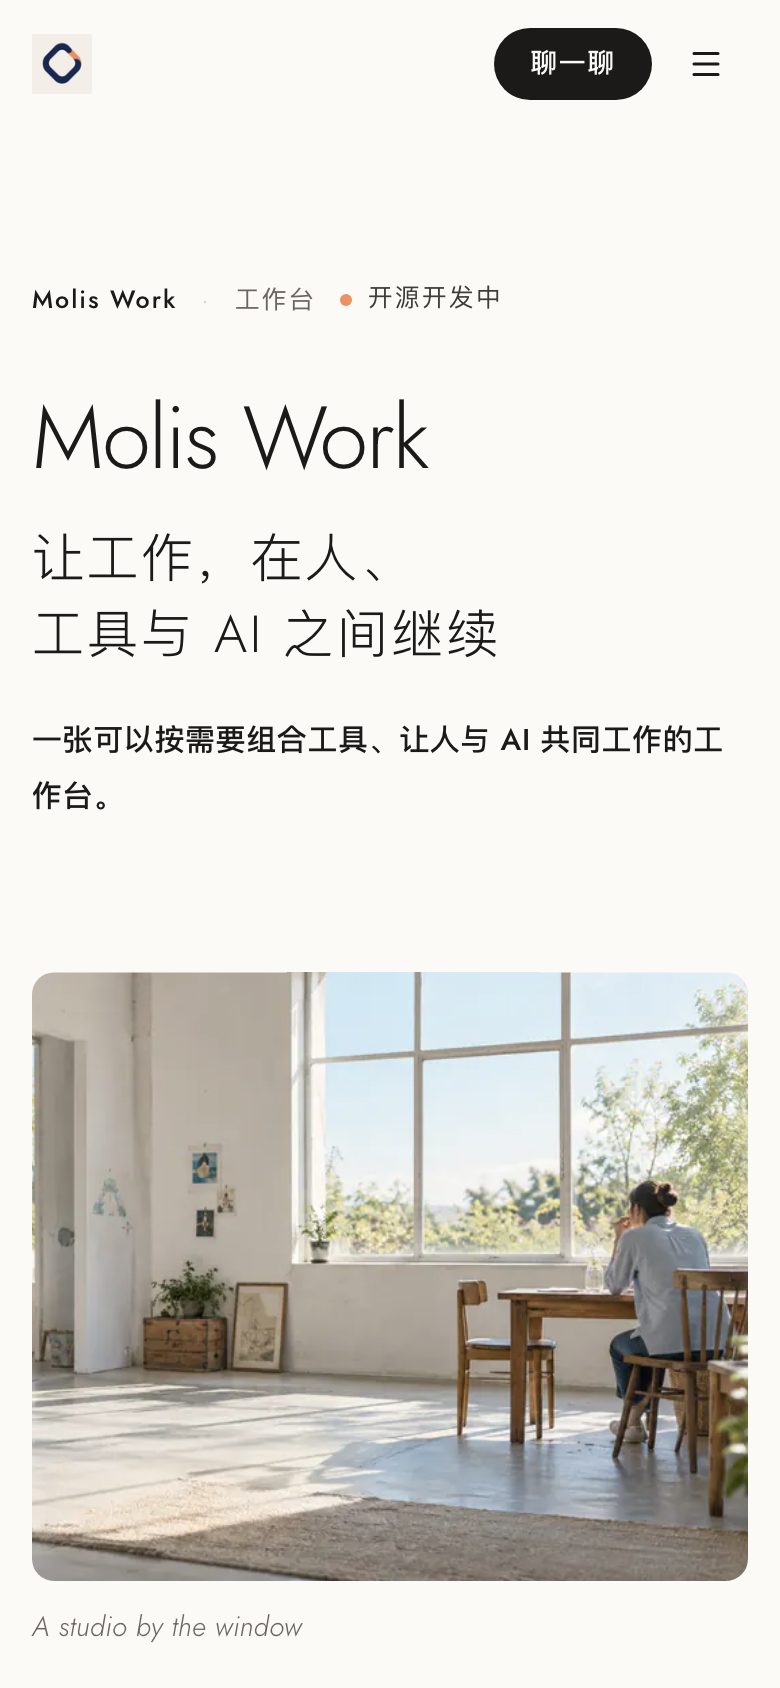 聊一聊
Molis Work · 工作台 开源开发中
Molis Work
让工作，在人、
工具与 AI 之间继续
一张可以按需要组合工具、让人与 AI 共同工作的工
作台。
A studio by the window